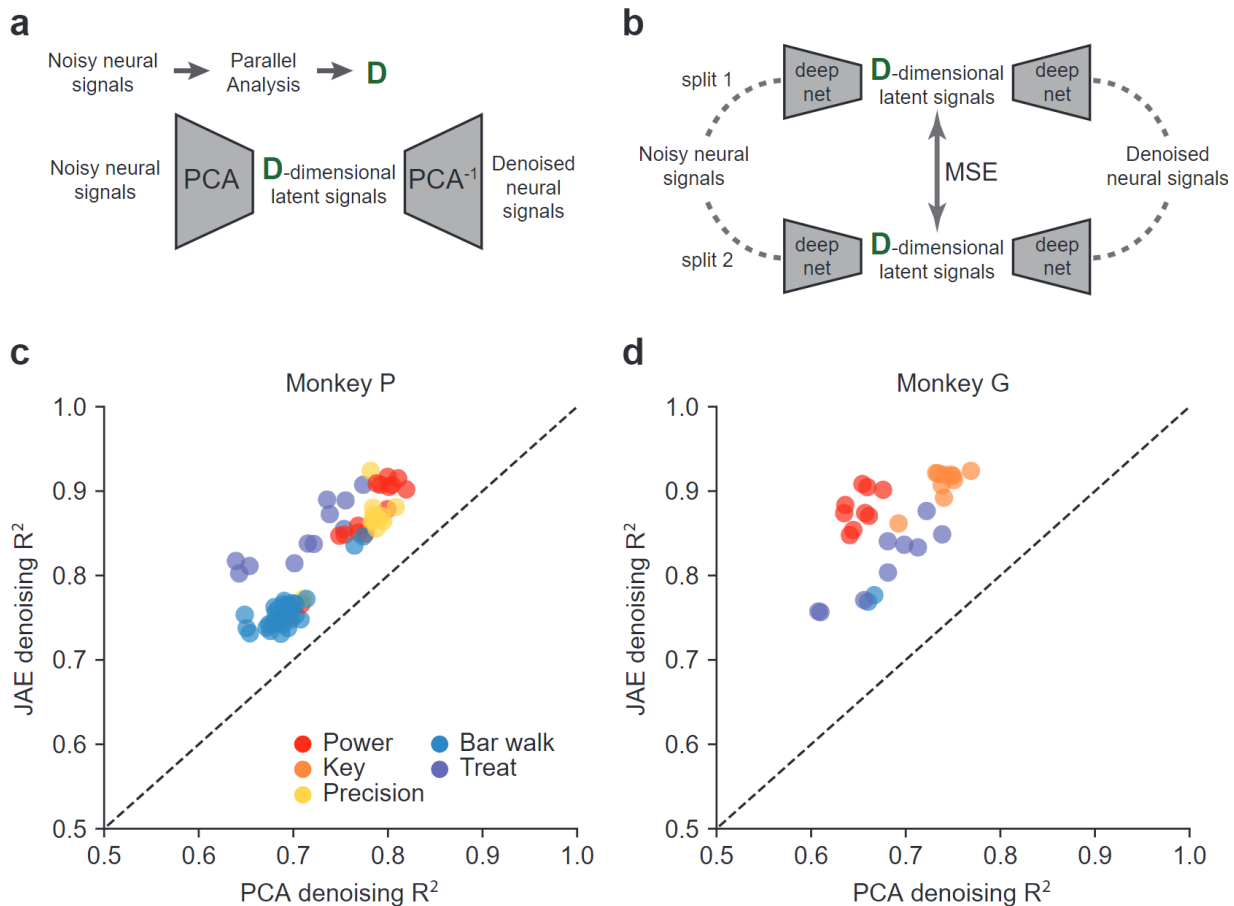 a
Noisy neural
signals
Parallel
Analysis
D
Noisy neural
signals
PCA
D-dimensional
latent signals
PCA⁻¹
Denoised
neural
signals
b
split 1
deep
net
D-dimensional
latent signals
deep
net
Noisy neural
signals
MSE
Denoised
neural signals
split 2
deep
net
D-dimensional
latent signals
deep
net
c
Monkey P
JAE denoising R²
1.0
0.9
0.8
0.7
0.6
0.5
Power
Key
Precision
Bar walk
Treat
0.5 0.6 0.7 0.8 0.9 1.0
PCA denoising R²
d
Monkey G
JAE denoising R²
1.0
0.9
0.8
0.7
0.6
0.5
0.5 0.6 0.7 0.8 0.9 1.0
PCA denoising R²